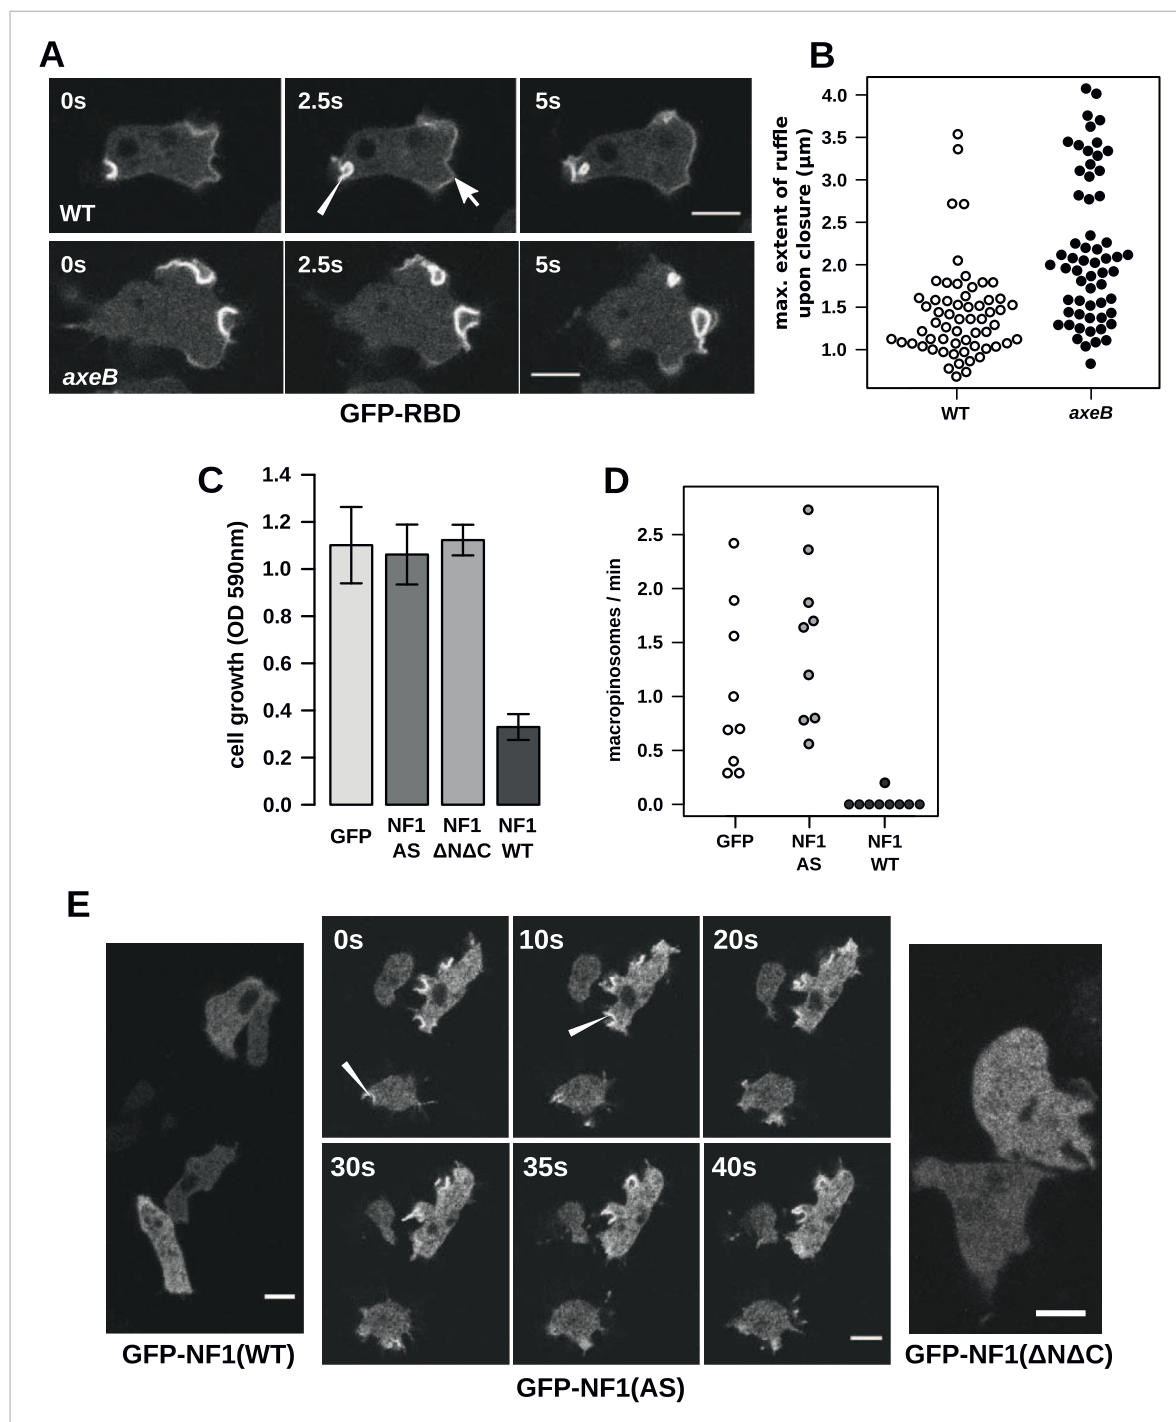 A
0s
2.5s
5s
WT
0s
2.5s
5s
axeB
GFP-RBD
B
max. extent of ruffle
upon closure (µm)
4.0
3.5
3.0
2.5
2.0
1.5
1.0
WT
axeB
C
cell growth (OD 590nm)
1.4
1.2
1.0
0.8
0.6
0.4
0.2
0.0
GFP
NF1
AS
NF1
ΔNΔC
NF1
WT
D
macropinosomes / min
2.5
2.0
1.5
1.0
0.5
0.0
GFP
NF1
AS
NF1
WT
E
0s
10s
20s
30s
35s
40s
GFP-NF1(WT)
GFP-NF1(AS)
GFP-NF1(ΔNΔC)